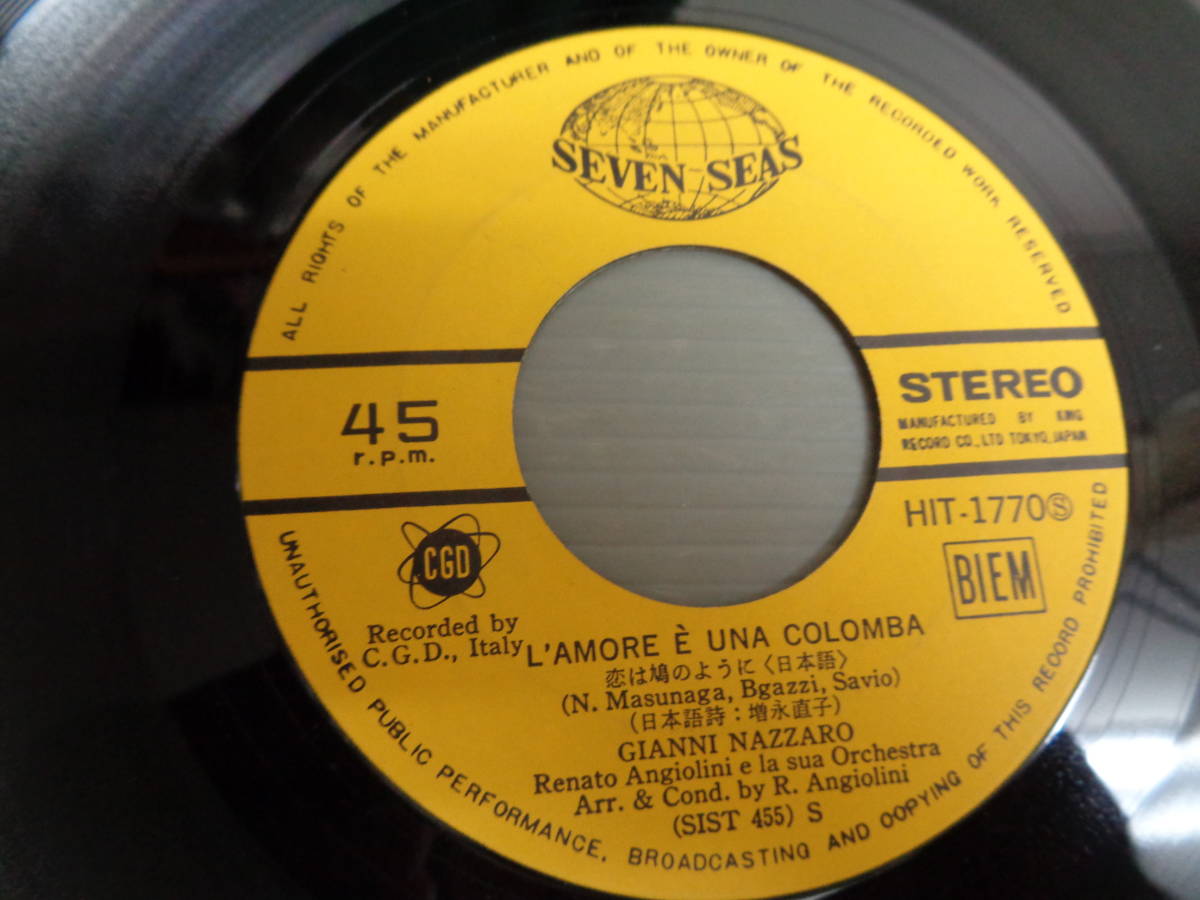 ALL RIGHTS OF THE MANUFACTURER AND OF THE OWNER OF THE RECORDED WORK RESERVED
SEVEN SEAS
45
r.p.m.
STEREO
MANUFACTURED BY KING
RECORD CO., LTD TOKYO, JAPAN
HIT-1770Ⓢ
BIEM
CGD
Recorded by
C.G.D., Italy
L'AMORE È UNA COLOMBA
恋は鳩のように〈日本語〉
(N. Masunaga, Bgazzi, Savio)
(日本語詩：増永直子)
GIANNI NAZZARO
Renato Angiolini e la sua Orchestra
Arr. & Cond. by R. Angiolini
(SIST 455) S
UNAUTHORISED PUBLIC PERFORMANCE, BROADCASTING AND COPYING OF THIS RECORD PROHIBITED